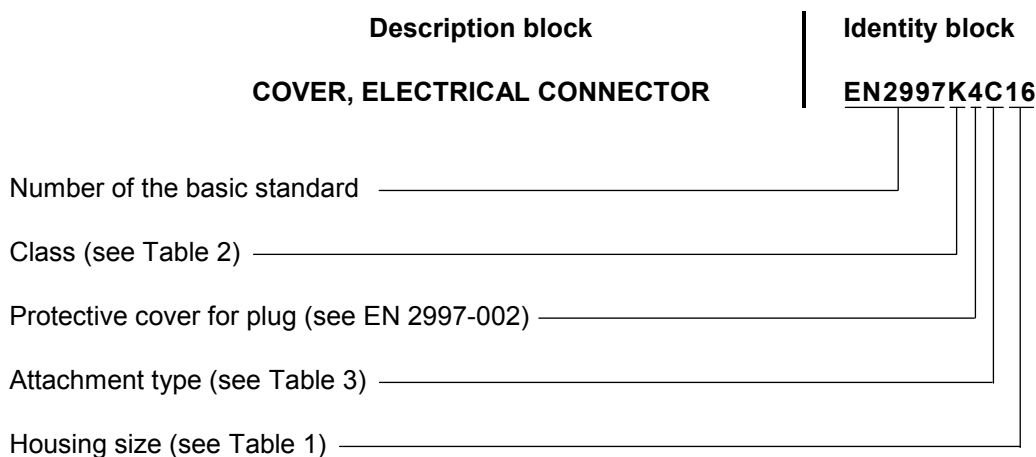 Description block Identity block
COVER, ELECTRICAL CONNECTOR EN2997K4C16
Number of the basic standard
Class (see Table 2)
Protective cover for plug (see EN 2997-002)
Attachment type (see Table 3)
Housing size (see Table 1)